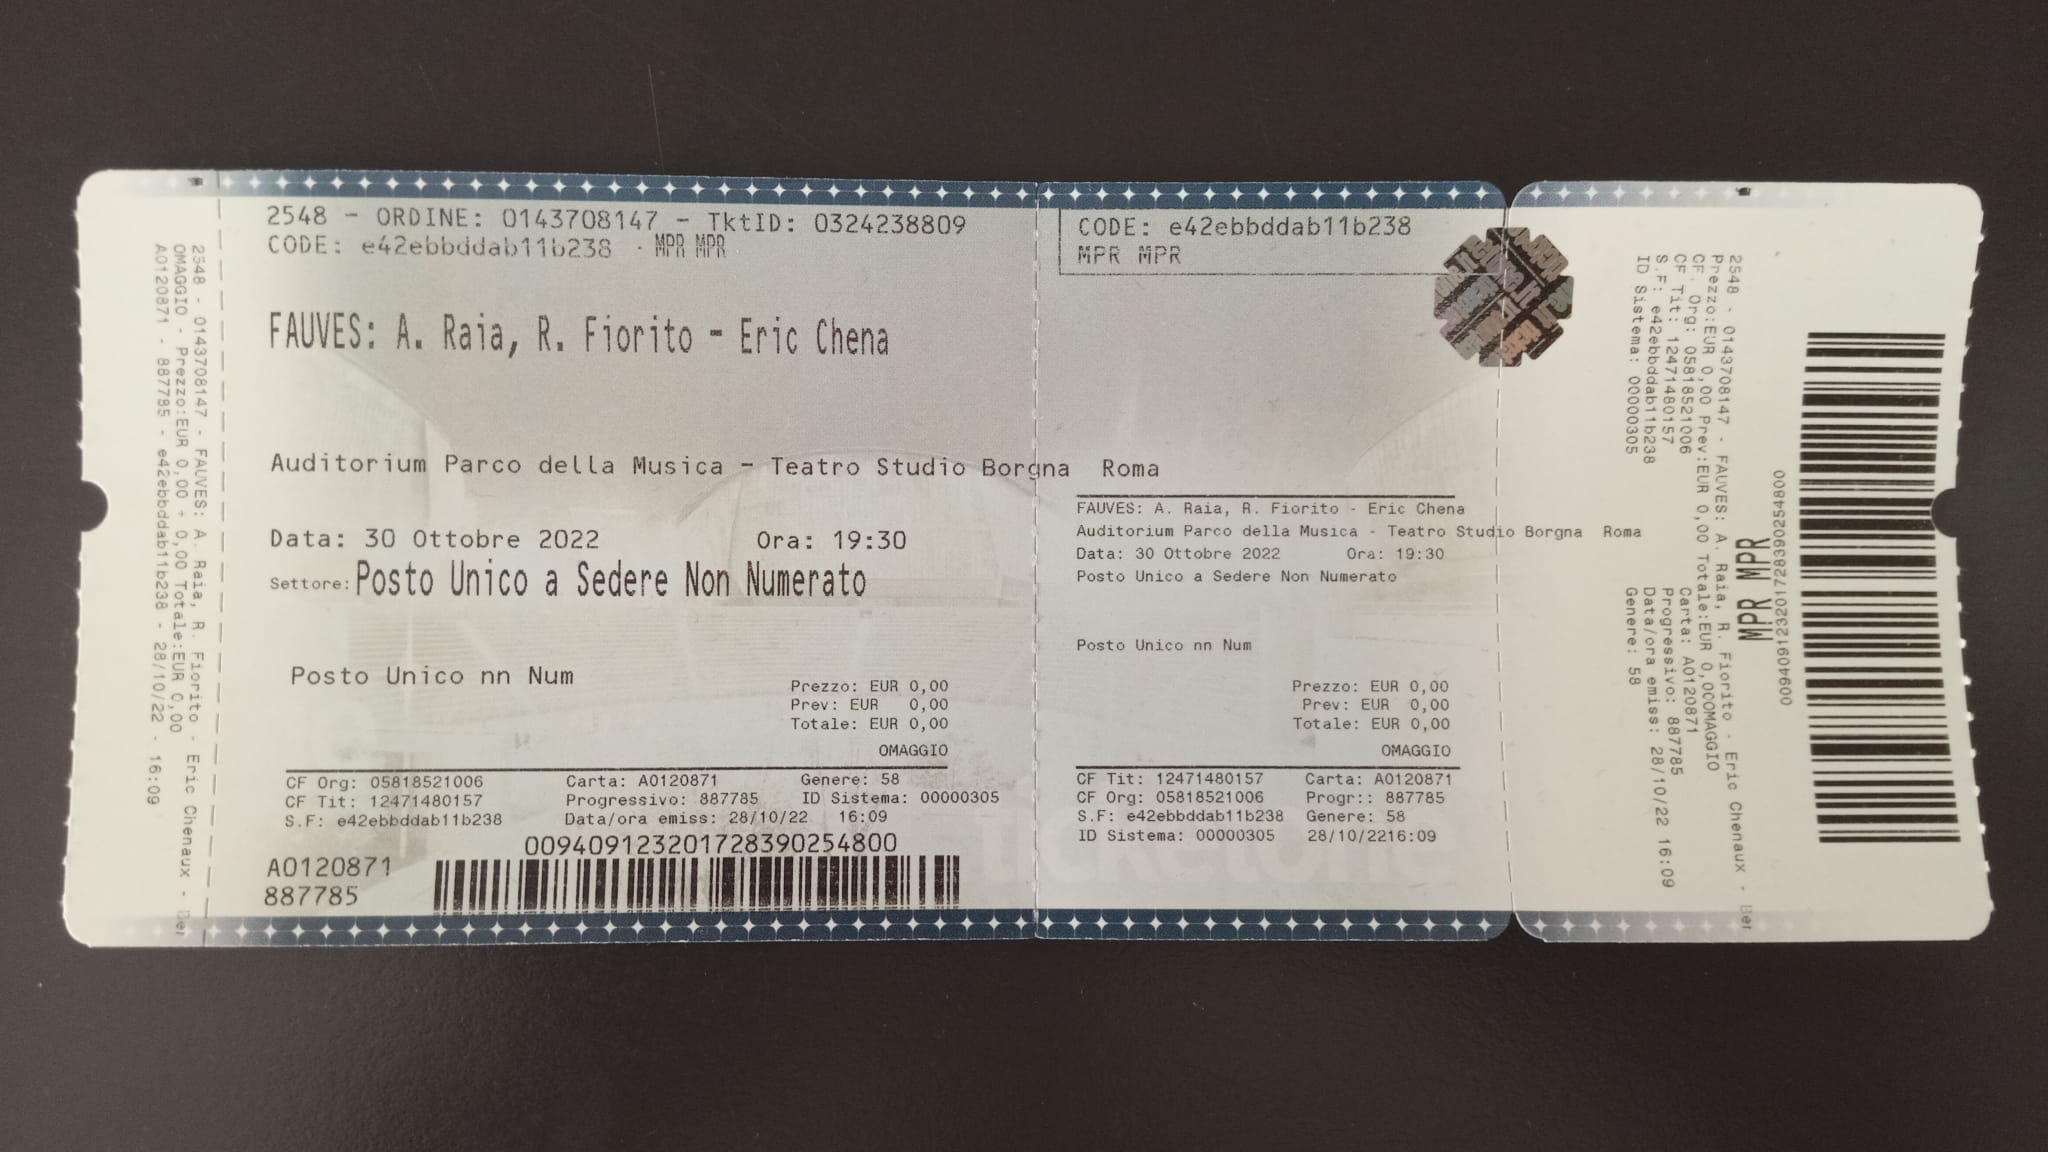 2548 - ORDINE: 0143708147 - TktID: 0324238809
CODE: e42ebbddab11b238 MPR MPR
FAUVES: A. Raia, R. Fiorito - Eric Chena
Auditorium Parco della Musica - Teatro Studio Borgna Roma
Data: 30 Ottobre 2022 Ora: 19:30
Settore: Posto Unico a Sedere Non Numerato
Posto Unico nn Num
Prezzo: EUR 0,00
Prev: EUR 0,00
Totale: EUR 0,00
OMAGGIO
CF Org: 05818521006 Carta: A0120871 Genere: 58
CF Tit: 12471480157 Progressivo: 887785 ID Sistema: 00000305
S.F: e42ebbddab11b238 Data/ora emiss: 28/10/22 16:09
009409123201728390254800
A0120871
887785
CODE: e42ebbddab11b238
MPR MPR
FAUVES: A. Raia, R. Fiorito - Eric Chena
Auditorium Parco della Musica - Teatro Studio Borgna Roma
Data: 30 Ottobre 2022 Ora: 19:30
Posto Unico a Sedere Non Numerato
Posto Unico nn Num
Prezzo: EUR 0,00
Prev: EUR 0,00
Totale: EUR 0,00
OMAGGIO
CF Tit: 12471480157 Carta: A0120871
CF Org: 05818521006 Progr:: 887785
S.F: e42ebbddab11b238 Genere: 58
ID Sistema: 00000305 28/10/2216:09
ticketone
2548 - 0143708147 - FAUVES: A. Raia, R. Fiorito - Eric Chenaux - Ber
OMAGGIO - Prezzo:EUR 0,00 + 0,00 Totale:EUR 0,00
A0120871 - 887785 - e42ebbddab11b238 - 28/10/22 - 16:09
009409123201728390254800
MPR MPR
2548 - 0143708147 - FAUVES: A. Raia, R. Fiorito - Eric Chenaux - Ber
Prezzo:EUR 0,00 Prev:EUR 0,00 Totale:EUR 0,00OMAGGIO
CF Org: 05818521006 Carta: A0120871
CF Tit: 12471480157 Progressivo: 887785
S.F: e42ebbddab11b238 Data/ora emiss: 28/10/22 16:09
ID Sistema: 00000305 Genere: 58